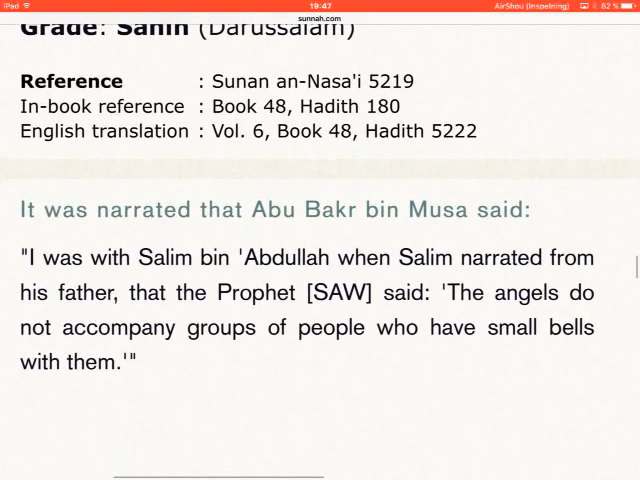 iPad 19:47 AirShou (Inspelning) 82 %
sunnah.com
Grade: Sahih (Darussalam)
Reference : Sunan an-Nasa'i 5219
In-book reference : Book 48, Hadith 180
English translation : Vol. 6, Book 48, Hadith 5222
It was narrated that Abu Bakr bin Musa said:
"I was with Salim bin 'Abdullah when Salim narrated from
his father, that the Prophet [SAW] said: 'The angels do
not accompany groups of people who have small bells
with them.'"